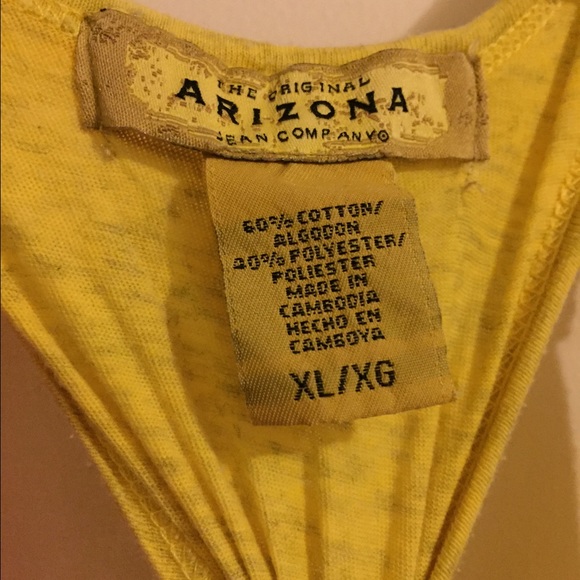 THE ORIGINAL
ARIZONA
JEAN COMPANY®
60% COTTON/
ALGODON
40% POLYESTER/
POLIESTER
MADE IN
CAMBODIA
HECHO EN
CAMBOYA
XL/XG